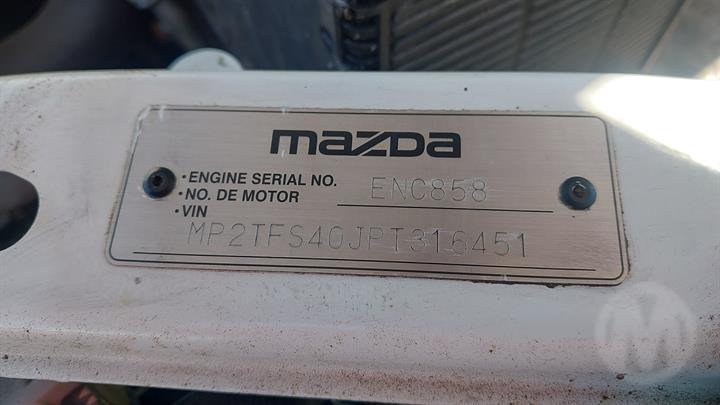 mazda
• ENGINE SERIAL NO.
• NO. DE MOTOR ENC858
• VIN
MP2TFS40JPT316451
M